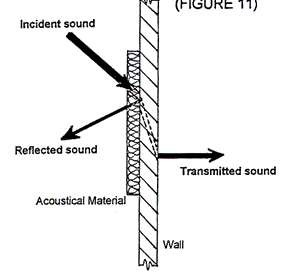 (FIGURE 11)
Incident sound
Reflected sound
Transmitted sound
Acoustical Material
Wall